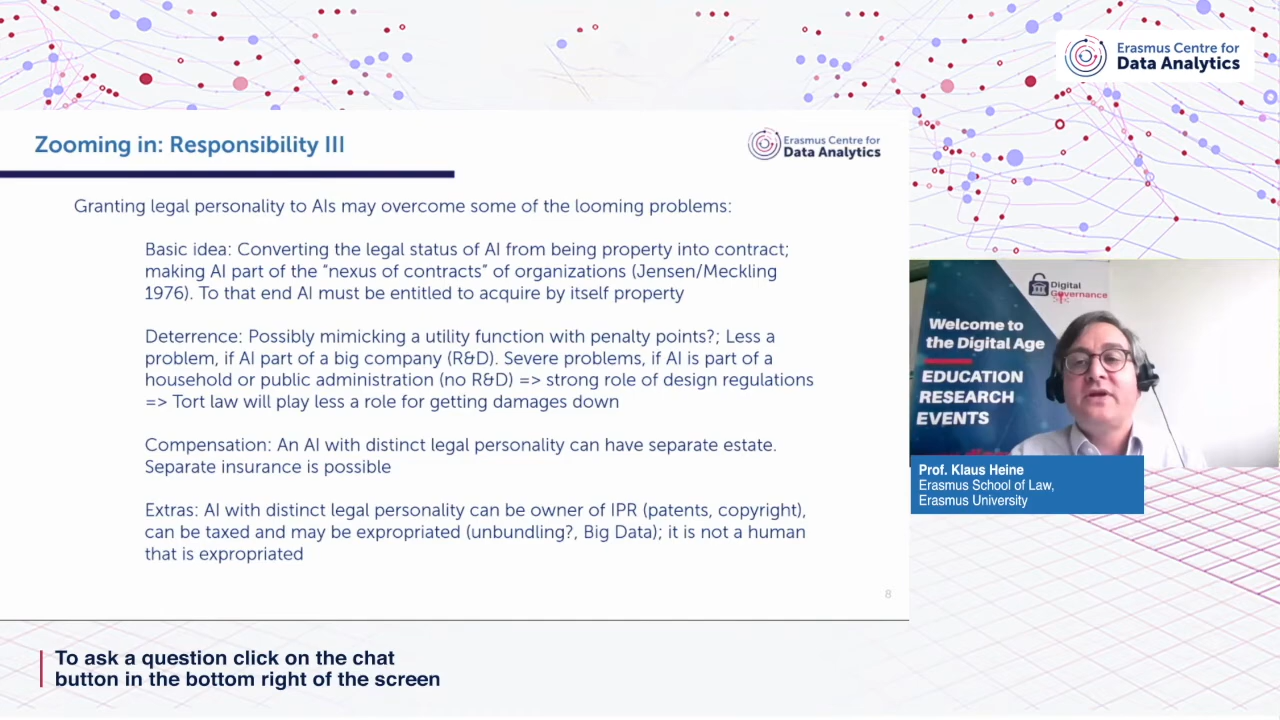 Erasmus Centre for
Data Analytics
Zooming in: Responsibility III
Erasmus Centre for
Data Analytics
Granting legal personality to AIs may overcome some of the looming problems:
Basic idea: Converting the legal status of AI from being property into contract;
making AI part of the “nexus of contracts” of organizations (Jensen/Meckling
1976). To that end AI must be entitled to acquire by itself property
Deterrence: Possibly mimicking a utility function with penalty points?; Less a
problem, if AI part of a big company (R&D). Severe problems, if AI is part of a
household or public administration (no R&D) => strong role of design regulations
=> Tort law will play less a role for getting damages down
Compensation: An AI with distinct legal personality can have separate estate.
Separate insurance is possible
Extras: AI with distinct legal personality can be owner of IPR (patents, copyright),
can be taxed and may be expropriated (unbundling?, Big Data); it is not a human
that is expropriated
8
Digital
Governance
Welcome to
the Digital Age
EDUCATION
RESEARCH
EVENTS
Prof. Klaus Heine
Erasmus School of Law,
Erasmus University
To ask a question click on the chat
button in the bottom right of the screen